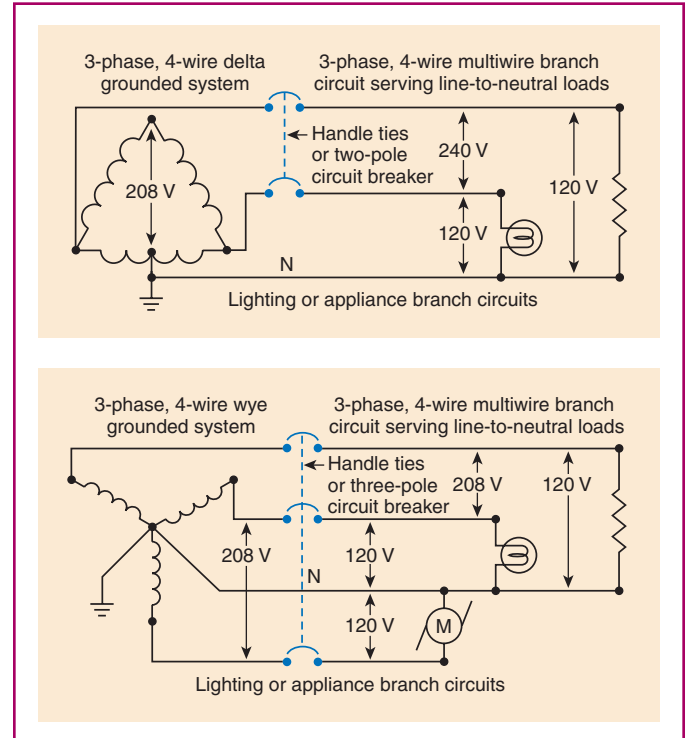 3-phase, 4-wire delta
grounded system
3-phase, 4-wire multiwire branch
circuit serving line-to-neutral loads
Handle ties
or two-pole
circuit breaker
208 V
240 V
120 V
120 V
N
Lighting or appliance branch circuits
3-phase, 4-wire wye
grounded system
3-phase, 4-wire multiwire branch
circuit serving line-to-neutral loads
Handle ties
or three-pole
circuit breaker
208 V
120 V
208 V
120 V
N
120 V
M
Lighting or appliance branch circuits